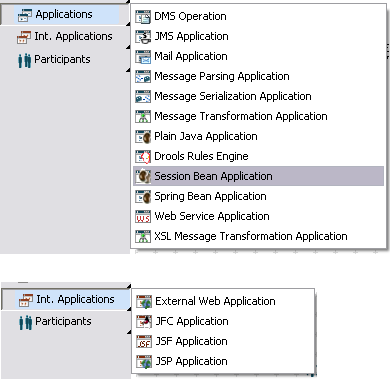 Applications
Int. Applications
Participants
DMS Operation
JMS Application
Mail Application
Message Parsing Application
Message Serialization Application
Message Transformation Application
Plain Java Application
Drools Rules Engine
Session Bean Application
Spring Bean Application
Web Service Application
XSL Message Transformation Application
Int. Applications
Participants
External Web Application
JFC Application
JSF Application
JSP Application